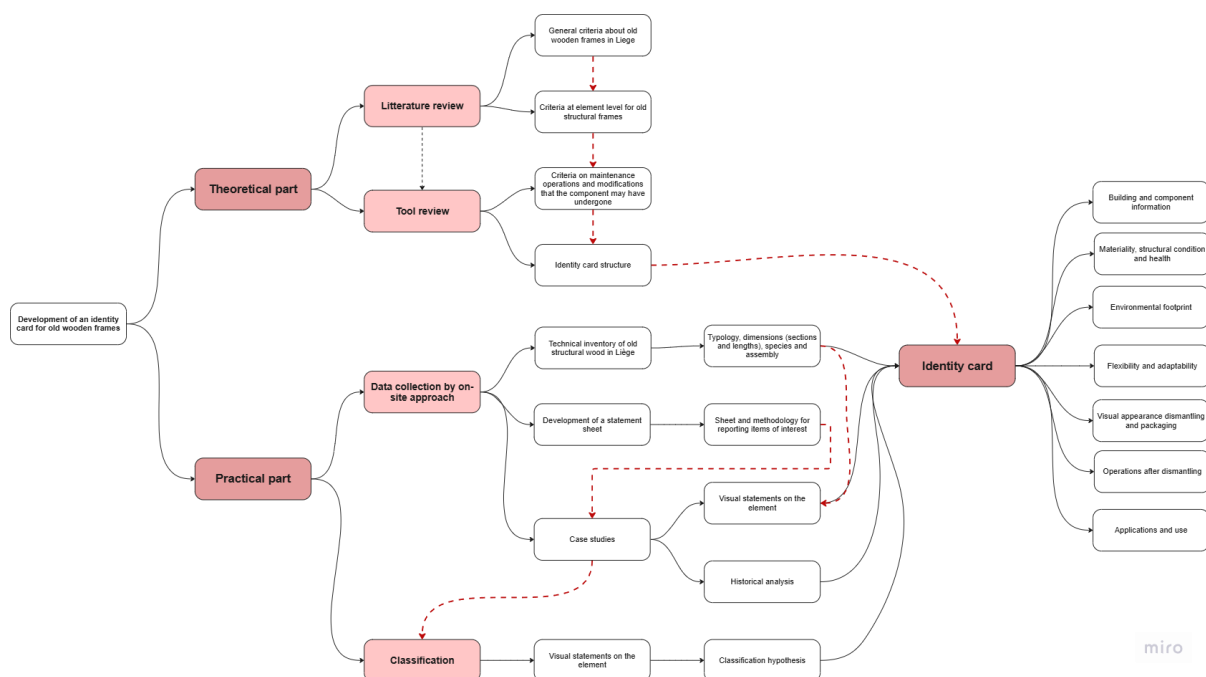 General criteria about old
wooden frames in Liege
Litterature review
Criteria at element level for old
structural frames
Theoretical part
Criteria on maintenance
operations and modifications
that the component may have
undergone
Tool review
Identity card structure
Development of an identity
card for old wooden frames
Technical inventory of old
structural wood in Liège
Typology, dimensions (sections
and lengths), species and
assembly
Data collection by on-
site approach
Development of a statement
sheet
Sheet and methodology for
reporting items of interest
Practical part
Visual statements on the
element
Case studies
Historical analysis
Classification
Visual statements on the
element
Classification hypothesis
Identity card
Building and component
information
Materiality, structural condition
and health
Environmental footprint
Flexibility and adaptability
Visual appearance dismantling
and packaging
Operations after dismantling
Applications and use
miro